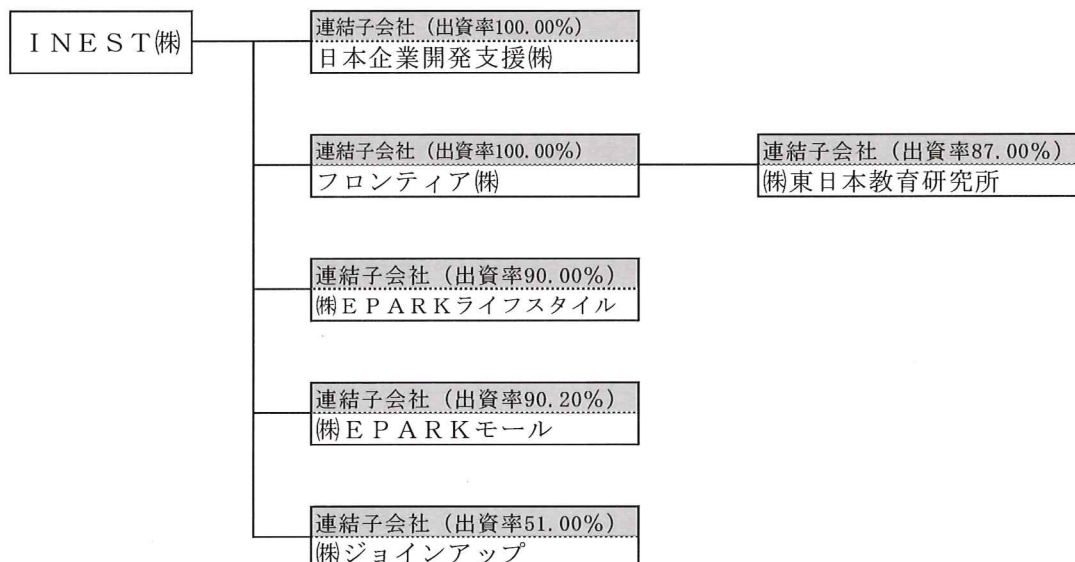 ＩＮＥＳＴ㈱
連結子会社（出資率100.00%）
日本企業開発支援㈱
連結子会社（出資率100.00%）
フロンティア㈱
連結子会社（出資率87.00%）
㈱東日本教育研究所
連結子会社（出資率90.00%）
㈱ＥＰＡＲＫライフスタイル
連結子会社（出資率90.20%）
㈱ＥＰＡＲＫモール
連結子会社（出資率51.00%）
㈱ジョインアップ